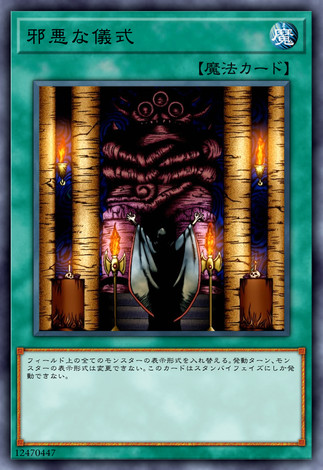 邪悪な儀式
魔
【魔法カード】
フィールド上の全てのモンスターの表示形式を入れ替える。発動ターン、モン
スターの表示形式は変更できない。このカードはスタンバイフェイズにしか発
動できない。
12470447